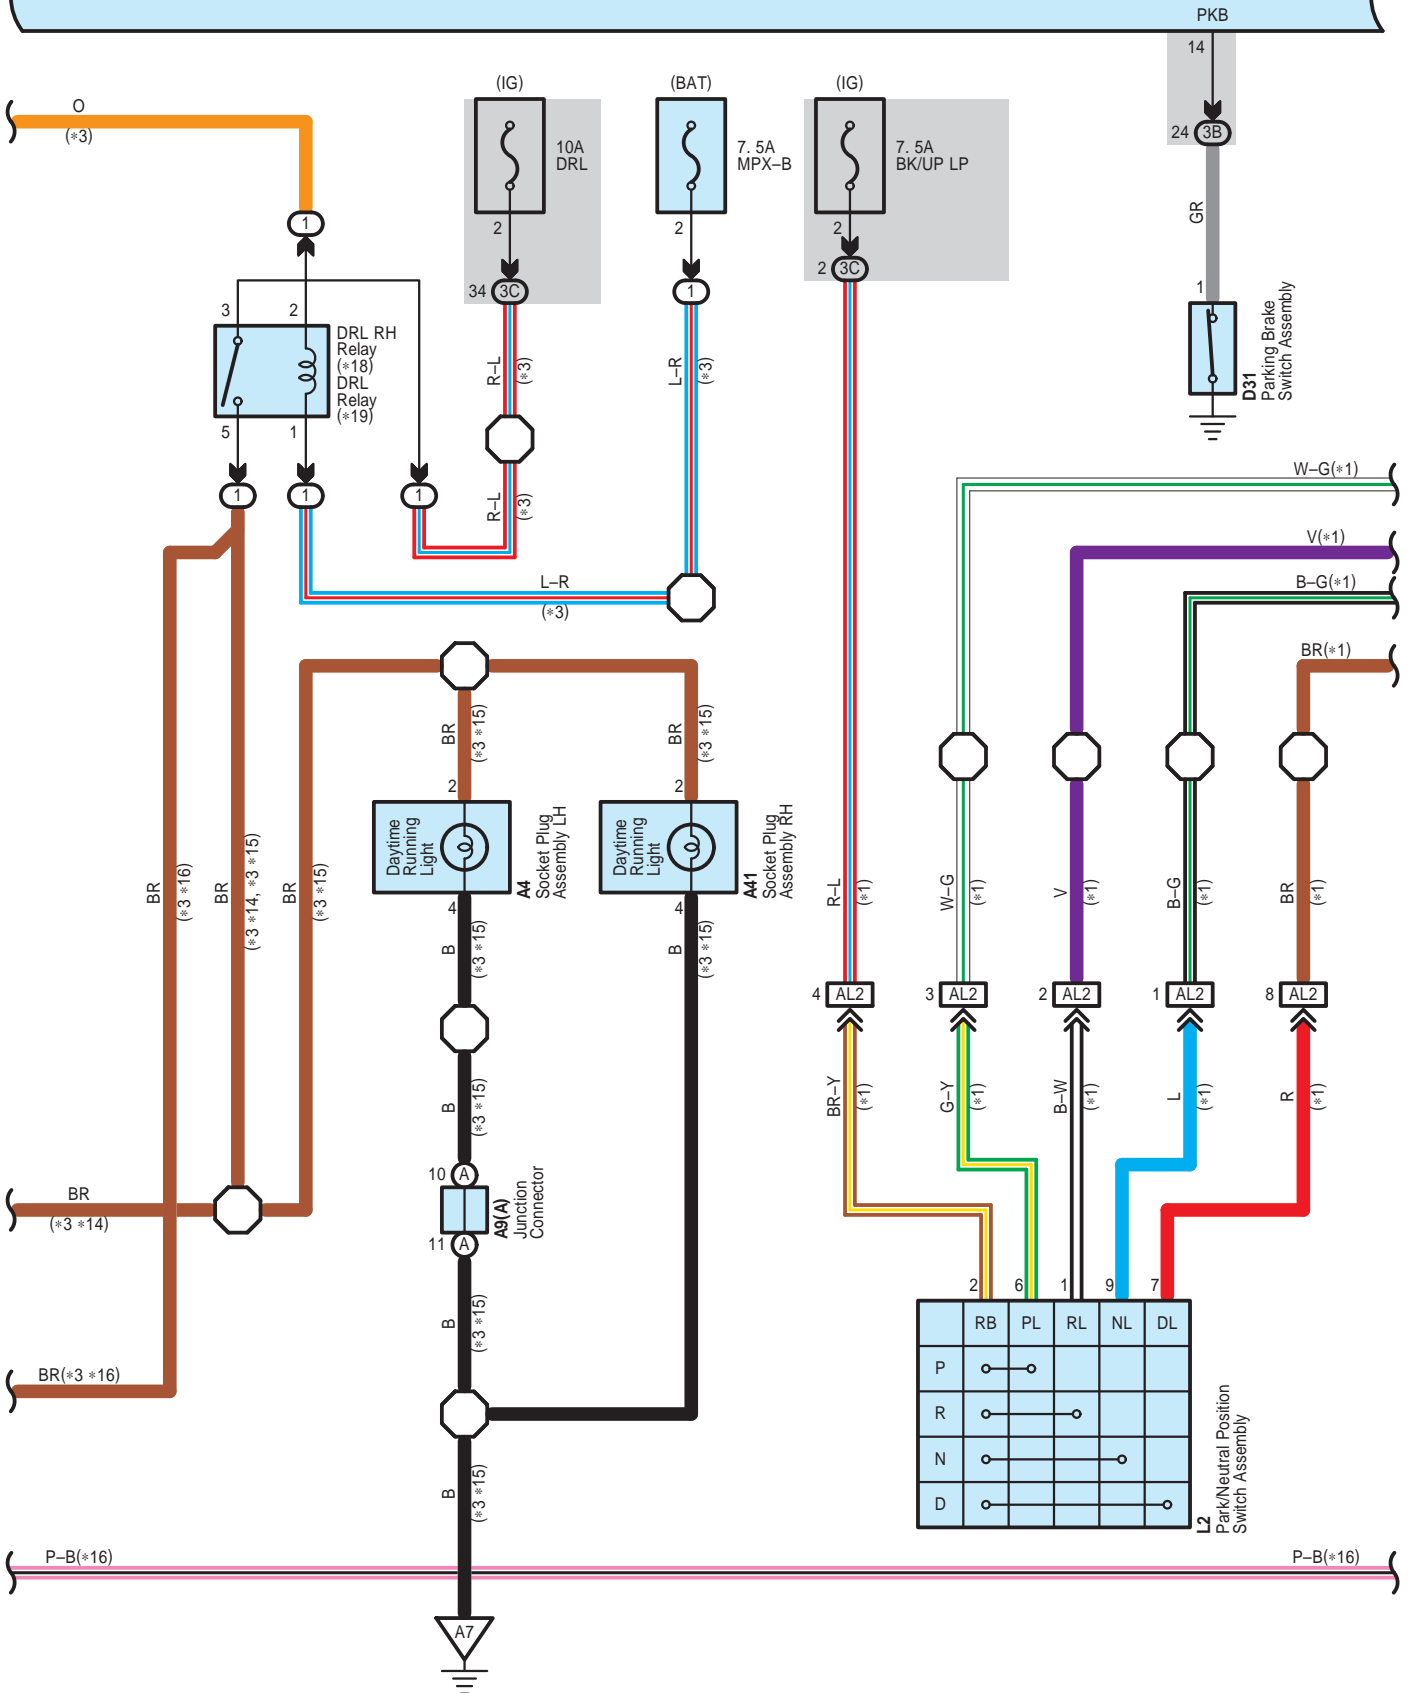 PKB
14
24 3B
GR
1
D31
Parking Brake
Switch Assembly
O
(*3)
1
(IG)
10A
DRL
2
34 3C
(BAT)
7. 5A
MPX–B
2
1
(IG)
7. 5A
BK/UP LP
2
2 3C
3
2
DRL RH
Relay
(*18)
DRL
Relay
(*19)
5
1
1
1
1
R–L
(*3)
R–L
(*3)
L–R
(*3)
L–R
(*3)
W–G(*1)
V(*1)
B–G(*1)
BR(*1)
BR
(*3 *15)
BR
(*3 *15)
2
2
Daytime
Running
Light
A4
Socket Plug
Assembly LH
Daytime
Running
Light
A41
Socket Plug
Assembly RH
4
4
BR
(*3 *16)
BR
(*3 *14, *3 *15)
BR
(*3 *15)
B
(*3 *15)
B
(*3 *15)
R–L
(*1)
W–G
(*1)
V
(*1)
B–G
(*1)
BR
(*1)
4 AL2
3 AL2
2 AL2
1 AL2
8 AL2
B
(*3 *15)
BR–Y
(*1)
G–Y
(*1)
B–W
(*1)
L
(*1)
R
(*1)
10 A
A9(A)
Junction
Connector
11 A
BR
(*3 *14)
B
(*3 *15)
BR(*3 *16)
2
6
1
9
7
RB PL RL NL DL
P
R
N
D
L2
Park/Neutral Position
Switch Assembly
B
(*3 *15)
P–B(*16)
P–B(*16)
A7